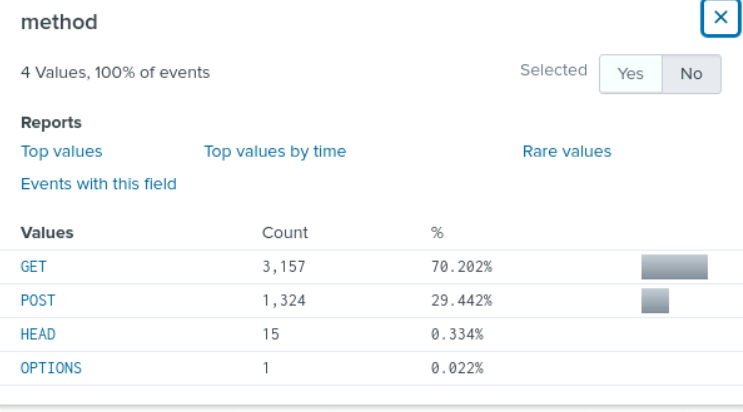 method
4 Values, 100% of events
Selected Yes No
Reports
Top values Top values by time Rare values
Events with this field
Values Count %
GET 3,157 70.202%
POST 1,324 29.442%
HEAD 15 0.334%
OPTIONS 1 0.022%